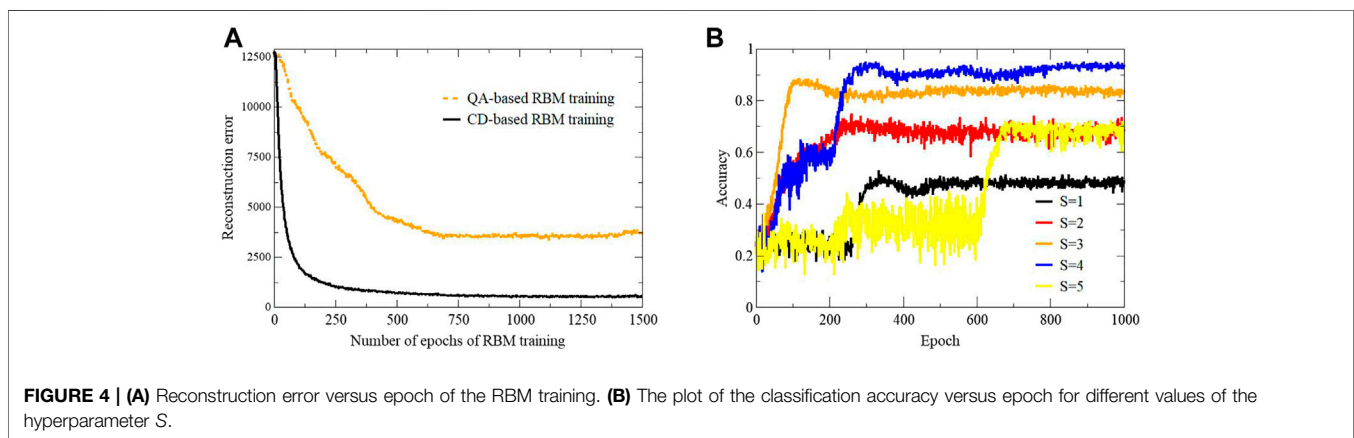 A
12500
10000
7500
5000
2500
0
Reconstruction error
QA-based RBM training
CD-based RBM training
0 250 500 750 1000 1250 1500
Number of epochs of RBM training
B
1
0.8
0.6
0.4
0.2
0
Accuracy
S=1
S=2
S=3
S=4
S=5
0 200 400 600 800 1000
Epoch
FIGURE 4 | (A) Reconstruction error versus epoch of the RBM training. (B) The plot of the classification accuracy versus epoch for different values of the
hyperparameter S.